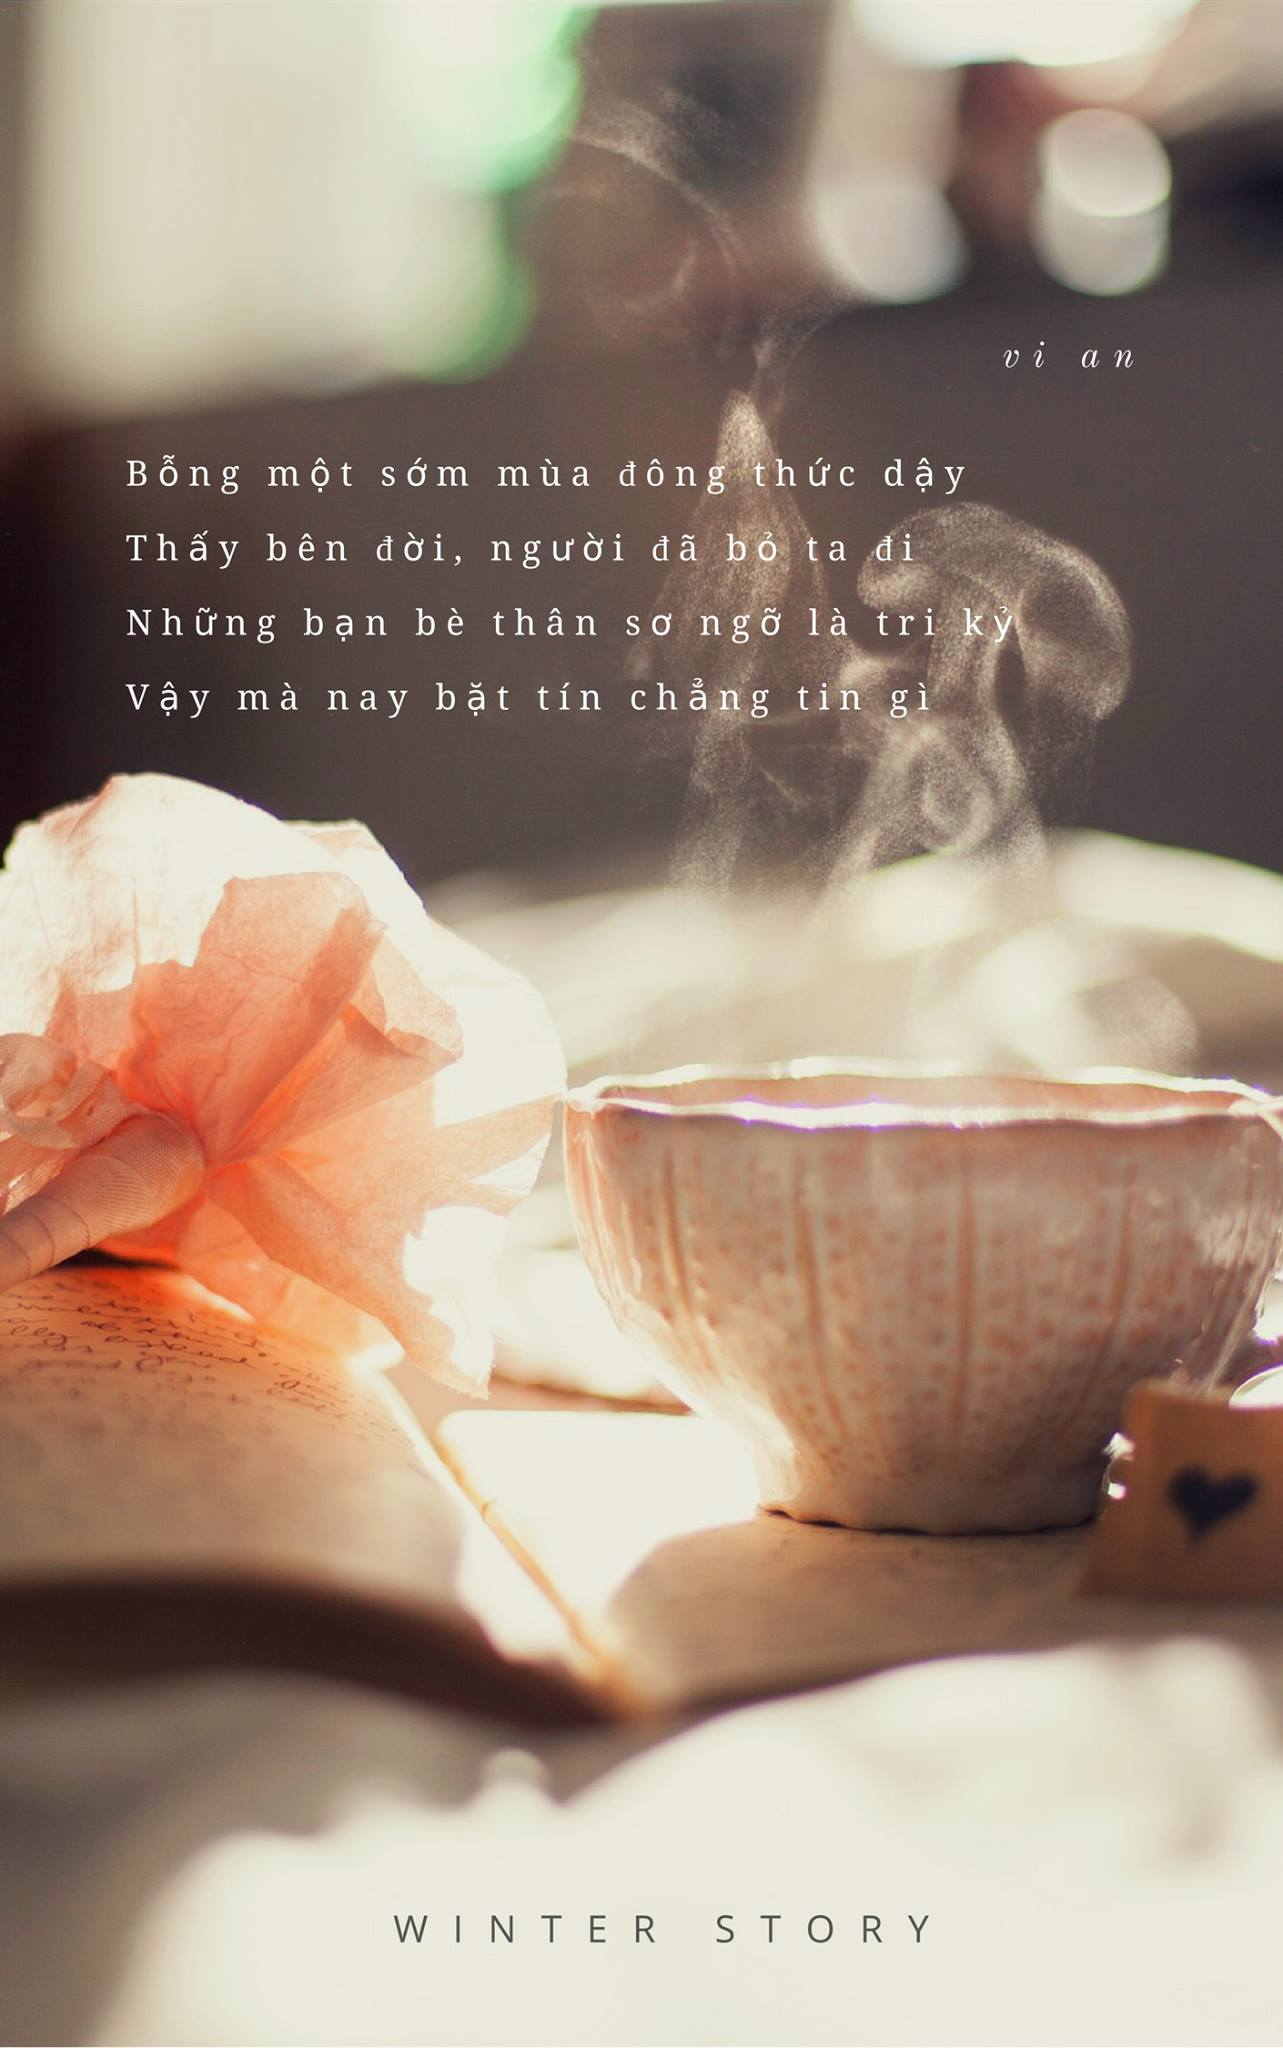 vi an
Bỗng một sớm mùa đông thức dậy
Thấy bên đời, người đã bỏ ta đi
Những bạn bè thân sơ ngỡ là tri kỷ
Vậy mà nay bặt tín chẳng tin gì
WINTER STORY